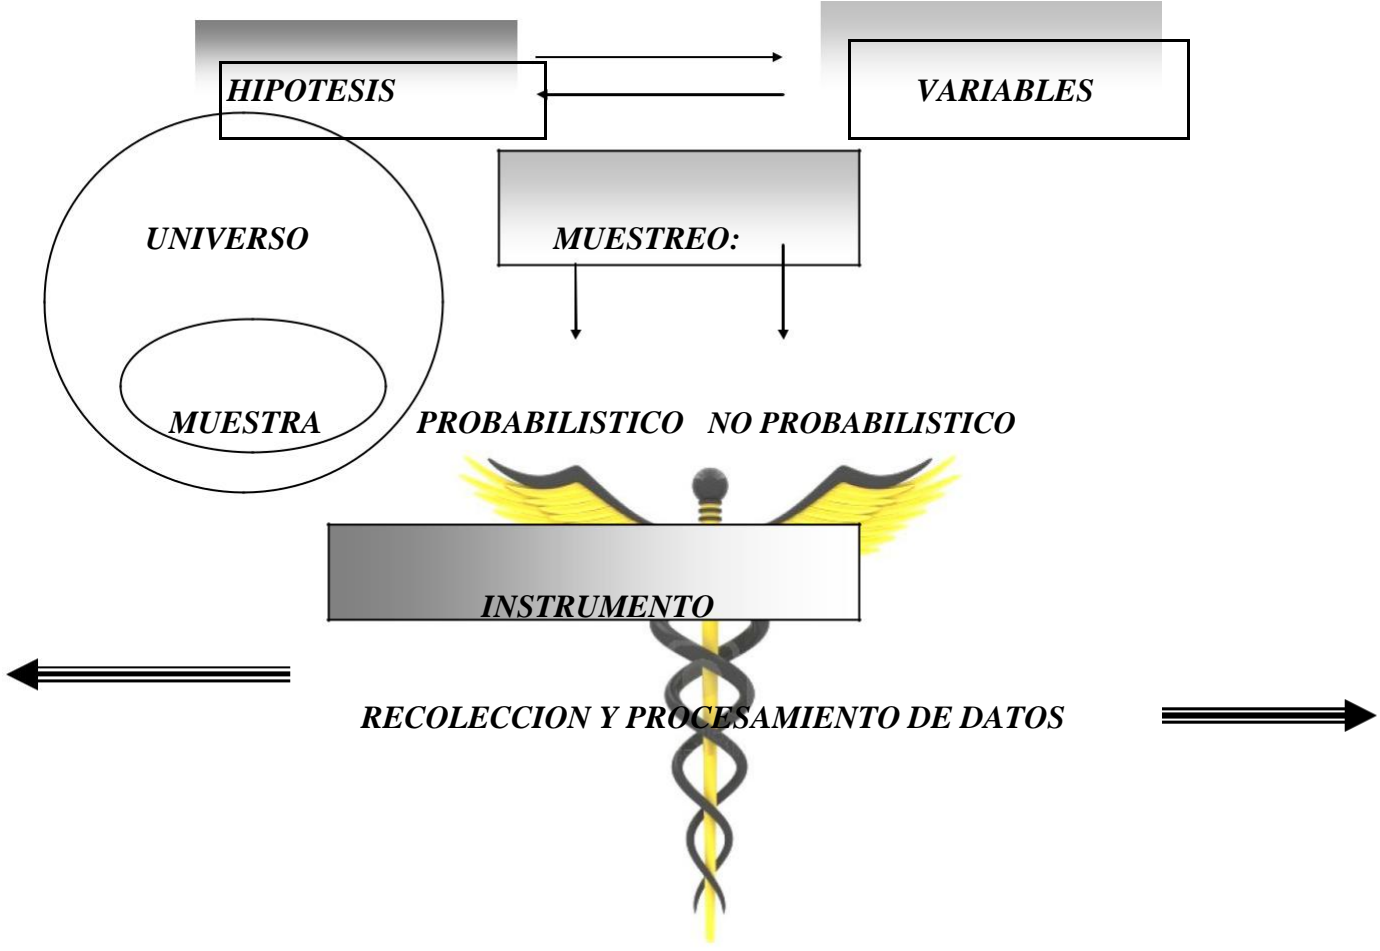 HIPOTESIS VARIABLES
UNIVERSO MUESTREO:
MUESTRA PROBABILISTICO NO PROBABILISTICO
INSTRUMENTO
RECOLECCION Y PROCESAMIENTO DE DATOS